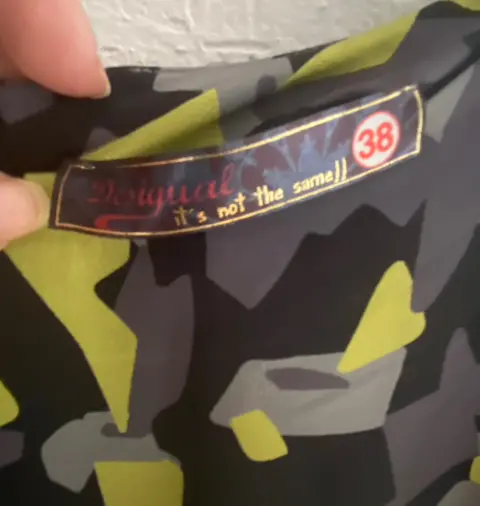 Desigual
it's not the same))
38